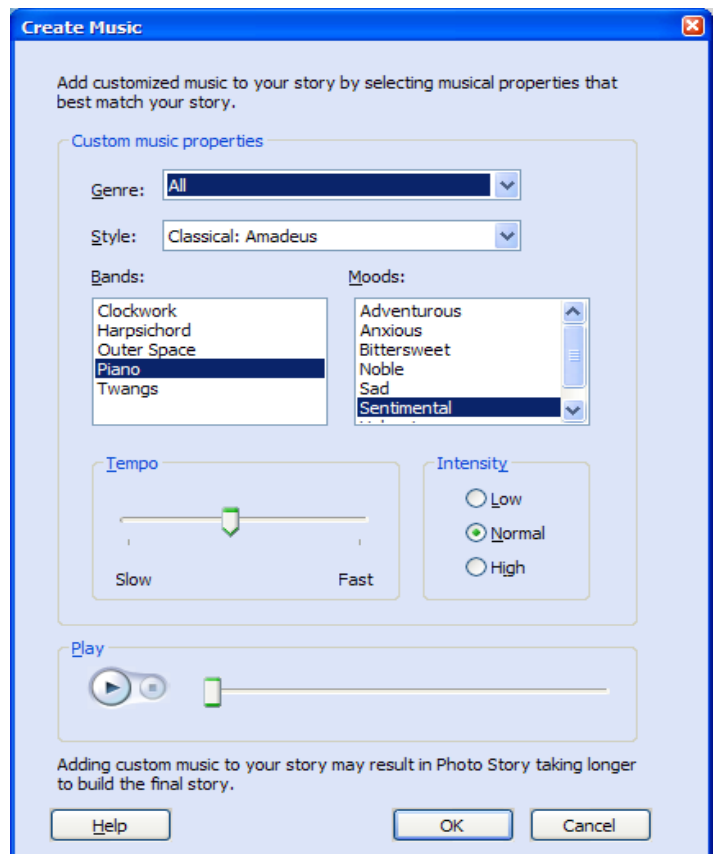 Create Music
Add customized music to your story by selecting musical properties that
best match your story.
Custom music properties
Genre: All
Style: Classical: Amadeus
Bands: Moods:
Clockwork
Harpsichord
Outer Space
Piano
Twangs
Adventurous
Anxious
Bittersweet
Noble
Sad
Sentimental
Tempo
Slow Fast
Intensity
Low
Normal
High
Play
Adding custom music to your story may result in Photo Story taking longer
to build the final story.
Help OK Cancel